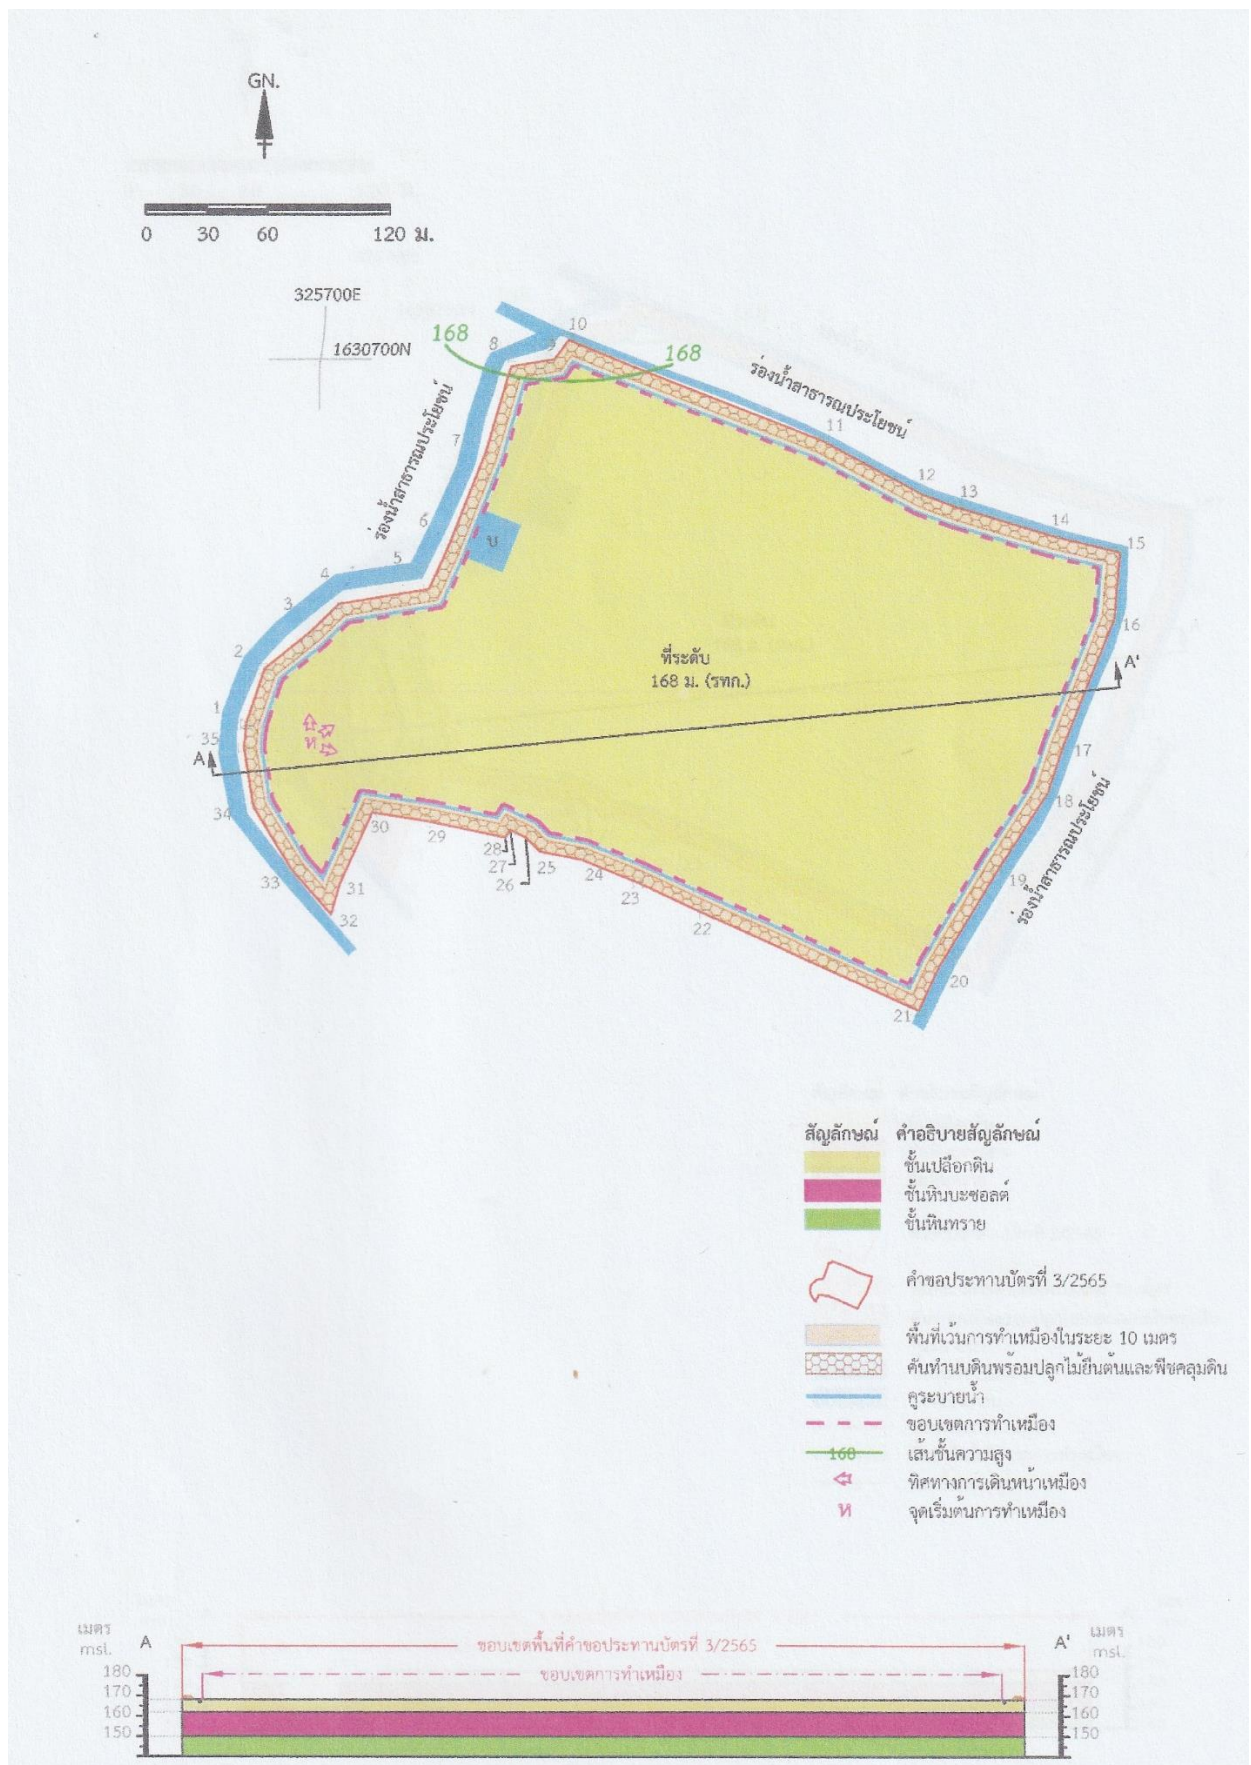 GN.
0 30 60 120 ม.
325700E
1630700N
168
168
ร่องน้ำสาธารณประโยชน์
ร่องน้ำสาธารณประโยชน์
ร่องน้ำสาธารณประโยชน์
10
9
8
7
6
5
4
3
2
1
35
34
33
32
31
30
29
28
27
26
25
24
23
22
21
20
19
18
17
16
15
14
13
12
11
บ
ที่ระดับ
168 ม. (รทก.)
A
A'
ห
สัญลักษณ์ คำอธิบายสัญลักษณ์
ชั้นเปลือกดิน
ชั้นหินบะซอลต์
ชั้นหินทราย
คำขอประทานบัตรที่ 3/2565
พื้นที่เว้นการทำเหมืองในระยะ 10 เมตร
คันทำนบดินพร้อมปลูกไม้ยืนต้นและพืชคลุมดิน
คูระบายน้ำ
ขอบเขตการทำเหมือง
168 เส้นชั้นความสูง
ทิศทางการเดินหน้าเหมือง
ห จุดเริ่มต้นการทำเหมือง
เมตร
msl.
A
ขอบเขตพื้นที่คำขอประทานบัตรที่ 3/2565
A'
เมตร
msl.
ขอบเขตการทำเหมือง
180
170
160
150
180
170
160
150